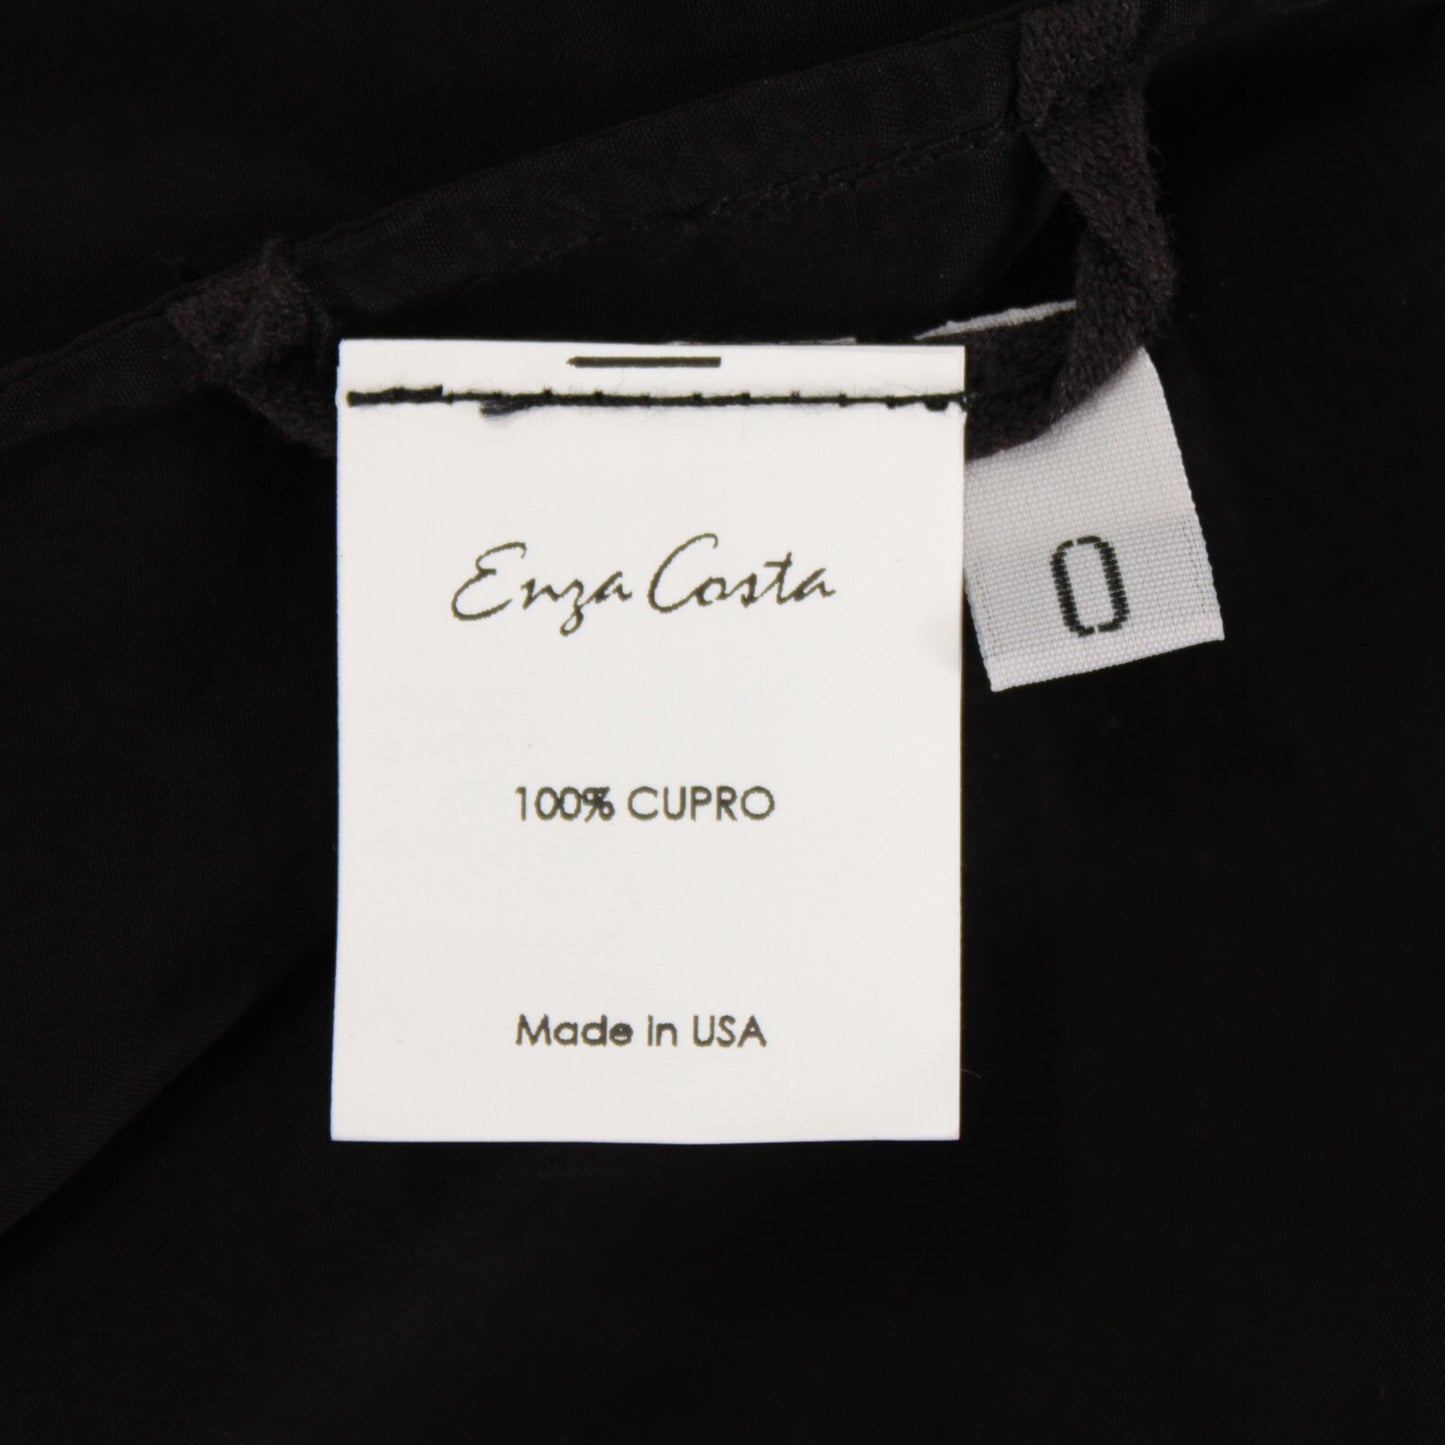 Enza Costa
0
100% CUPRO
Made in USA